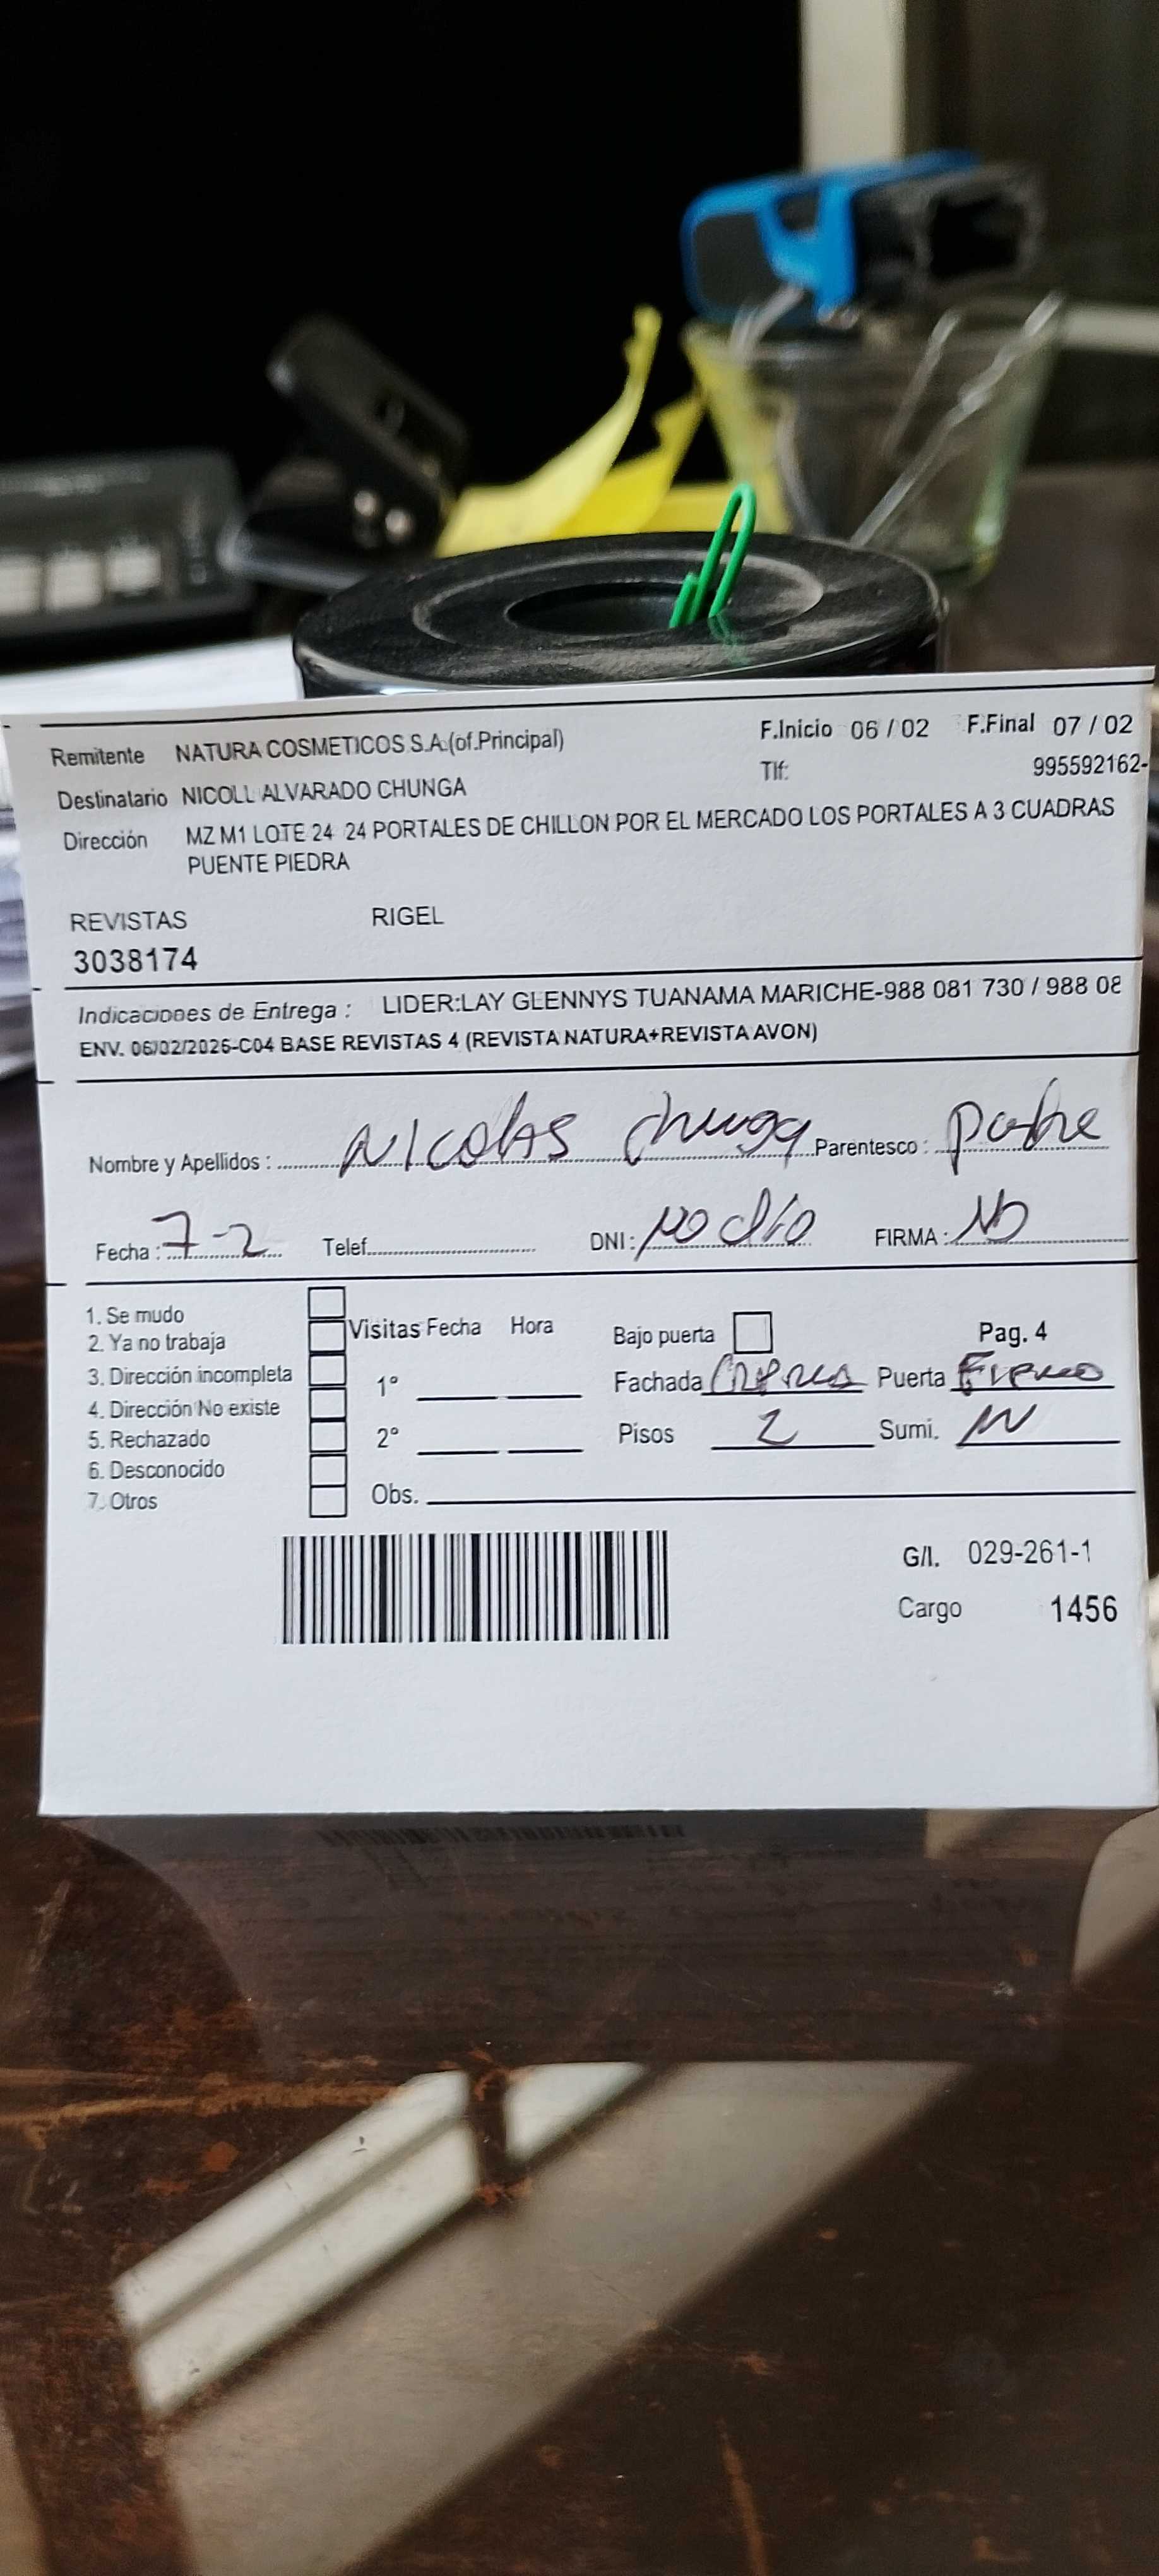 Remitente NATURA COSMETICOS S.A.(of.Principal) F.Inicio 06 / 02 F.Final 07 / 02
Destinatario NICOLL ALVARADO CHUNGA Tlf: 995592162-
Dirección MZ M1 LOTE 24 24 PORTALES DE CHILLON POR EL MERCADO LOS PORTALES A 3 CUADRAS
PUENTE PIEDRA
REVISTAS RIGEL
3038174
Indicaciones de Entrega : LIDER:LAY GLENNYS TUANAMA MARICHE-988 081 730 / 988 08
ENV. 06/02/2026-C04 BASE REVISTAS 4 (REVISTA NATURA+REVISTA AVON)
Nombre y Apellidos : Nicolas Chunga Parentesco : padre
Fecha : 7-2 Telef. DNI : NO dio FIRMA : NO
1. Se mudo
2. Ya no trabaja Visitas Fecha Hora Bajo puerta Pag. 4
3. Dirección incompleta 1° Fachada Crema Puerta Fierro
4. Dirección No existe
5. Rechazado 2° Pisos 2 Sumi.
6. Desconocido
7. Otros Obs.
G/I. 029-261-1
Cargo 1456